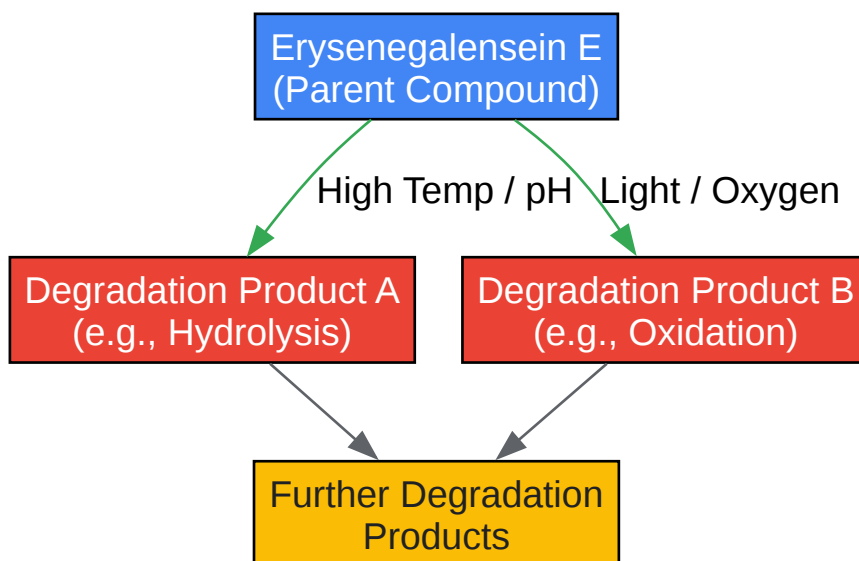 Erysenegalensein E
(Parent Compound)
High Temp / pH
Light / Oxygen
Degradation Product A
(e.g., Hydrolysis)
Degradation Product B
(e.g., Oxidation)
Further Degradation
Products